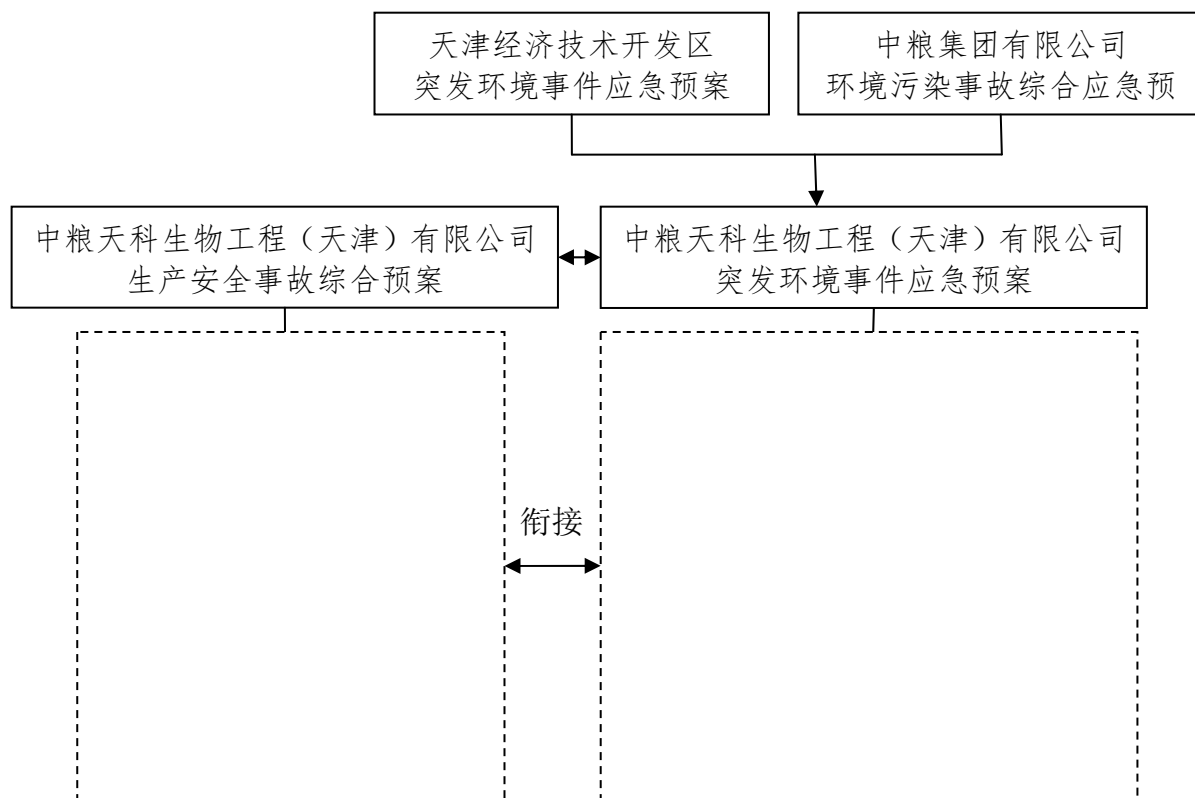 天津经济技术开发区
突发环境事件应急预案
中粮集团有限公司
环境污染事故综合应急预
中粮天科生物工程（天津）有限公司
生产安全事故综合预案
中粮天科生物工程（天津）有限公司
突发环境事件应急预案
衔接